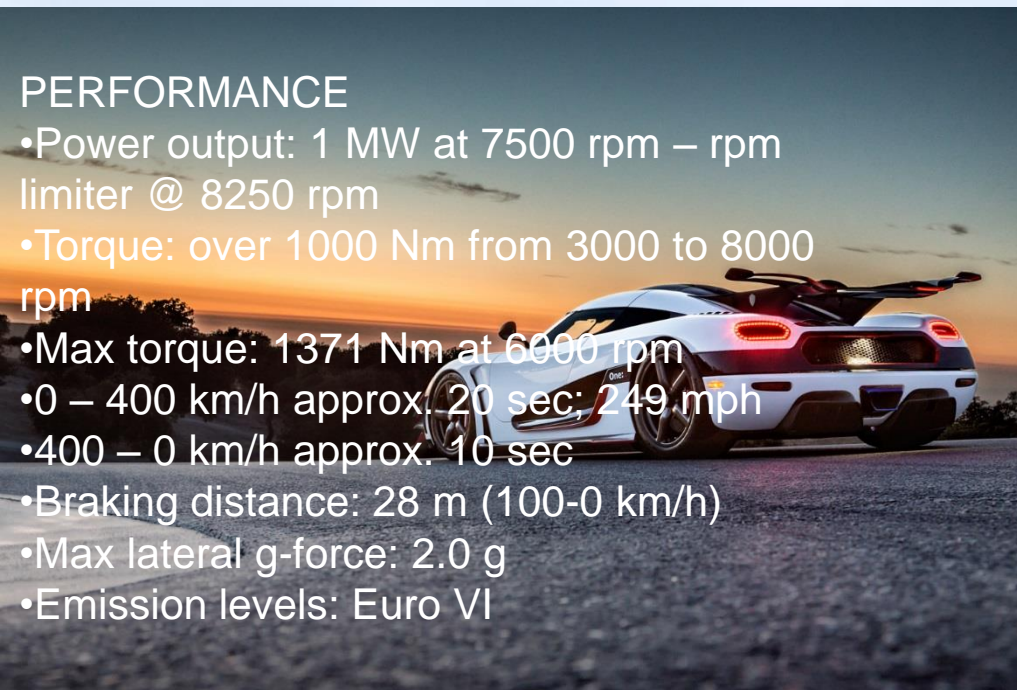 PERFORMANCE
•Power output: 1 MW at 7500 rpm – rpm
limiter @ 8250 rpm
•Torque: over 1000 Nm from 3000 to 8000
rpm
•Max torque: 1371 Nm at 6000 rpm
One:
•0 – 400 km/h approx. 20 sec; 249 mph
•400 – 0 km/h approx. 10 sec
•Braking distance: 28 m (100-0 km/h)
•Max lateral g-force: 2.0 g
•Emission levels: Euro VI